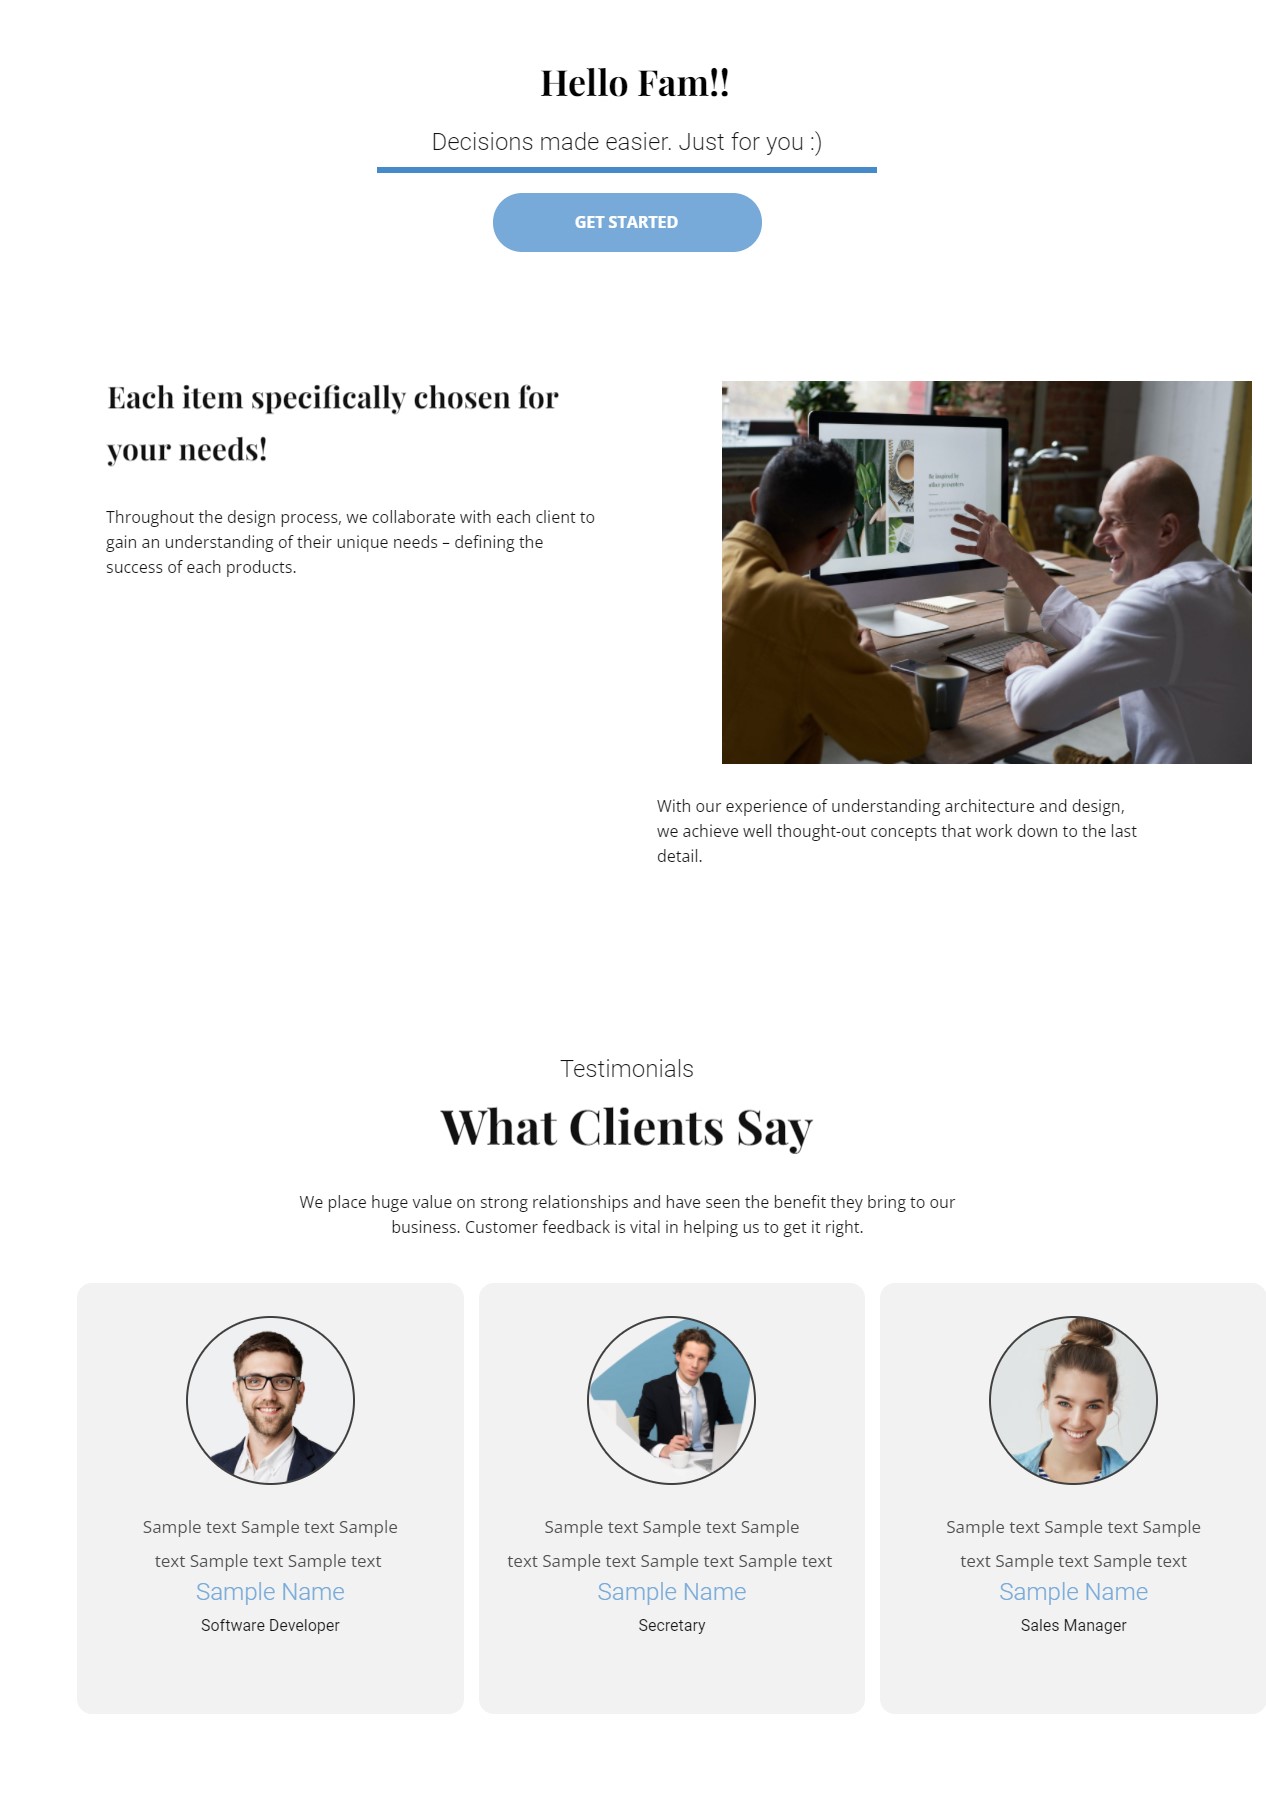 Hello Fam!!
Decisions made easier. Just for you :)
GET STARTED
Each item specifically chosen for
your needs!
Throughout the design process, we collaborate with each client to
gain an understanding of their unique needs – defining the
success of each products.
Be inspired by
other presenters
With our experience of understanding architecture and design,
we achieve well thought-out concepts that work down to the last
detail.
Testimonials
What Clients Say
We place huge value on strong relationships and have seen the benefit they bring to our
business. Customer feedback is vital in helping us to get it right.
Sample text Sample text Sample
text Sample text Sample text
Sample Name
Software Developer
Sample text Sample text Sample
text Sample text Sample text Sample text
Sample Name
Secretary
Sample text Sample text Sample
text Sample text Sample text
Sample Name
Sales Manager